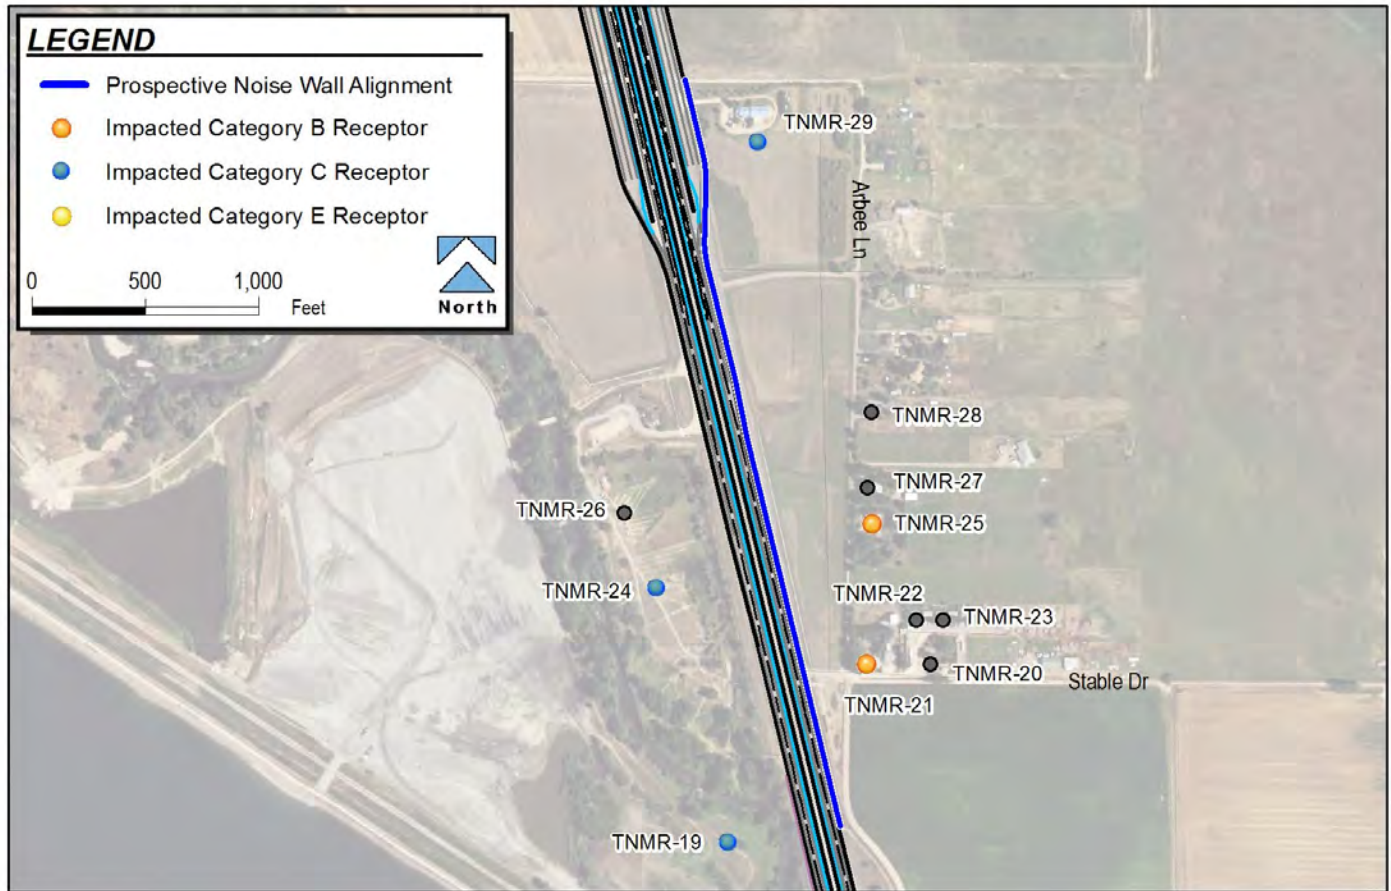 LEGEND
Prospective Noise Wall Alignment
Impacted Category B Receptor
Impacted Category C Receptor
Impacted Category E Receptor
0 500 1,000
Feet
North
TNMR-29
Arbee Ln
TNMR-28
TNMR-27
TNMR-26
TNMR-25
TNMR-24
TNMR-22
TNMR-23
TNMR-20
Stable Dr
TNMR-21
TNMR-19